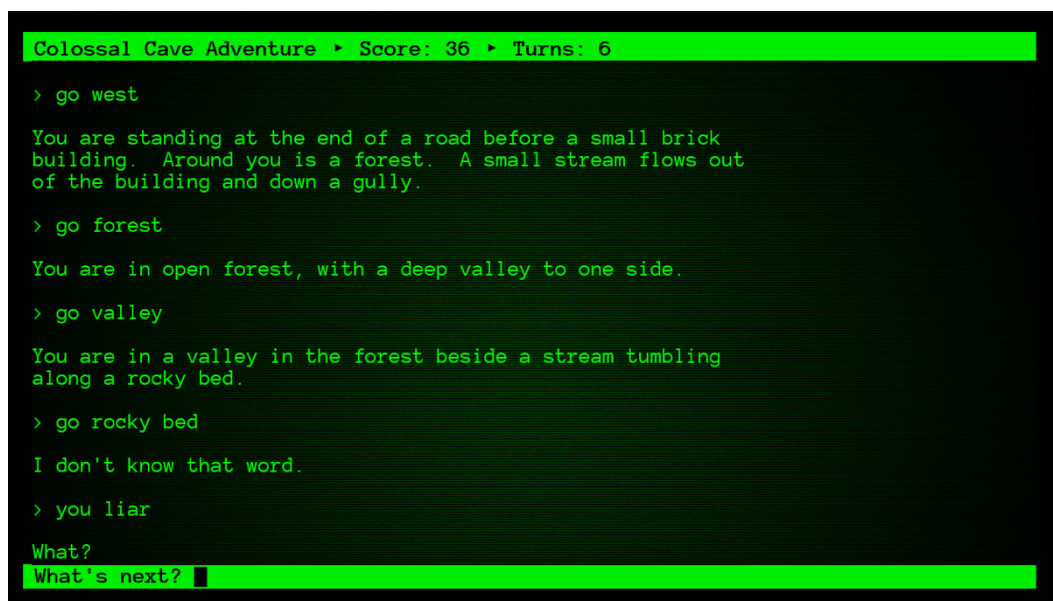 Colossal Cave Adventure ‣ Score: 36 ‣ Turns: 6
> go west
You are standing at the end of a road before a small brick
building.  Around you is a forest.  A small stream flows out
of the building and down a gully.
> go forest
You are in open forest, with a deep valley to one side.
> go valley
You are in a valley in the forest beside a stream tumbling
along a rocky bed.
> go rocky bed
I don't know that word.
> you liar
What?
What's next?